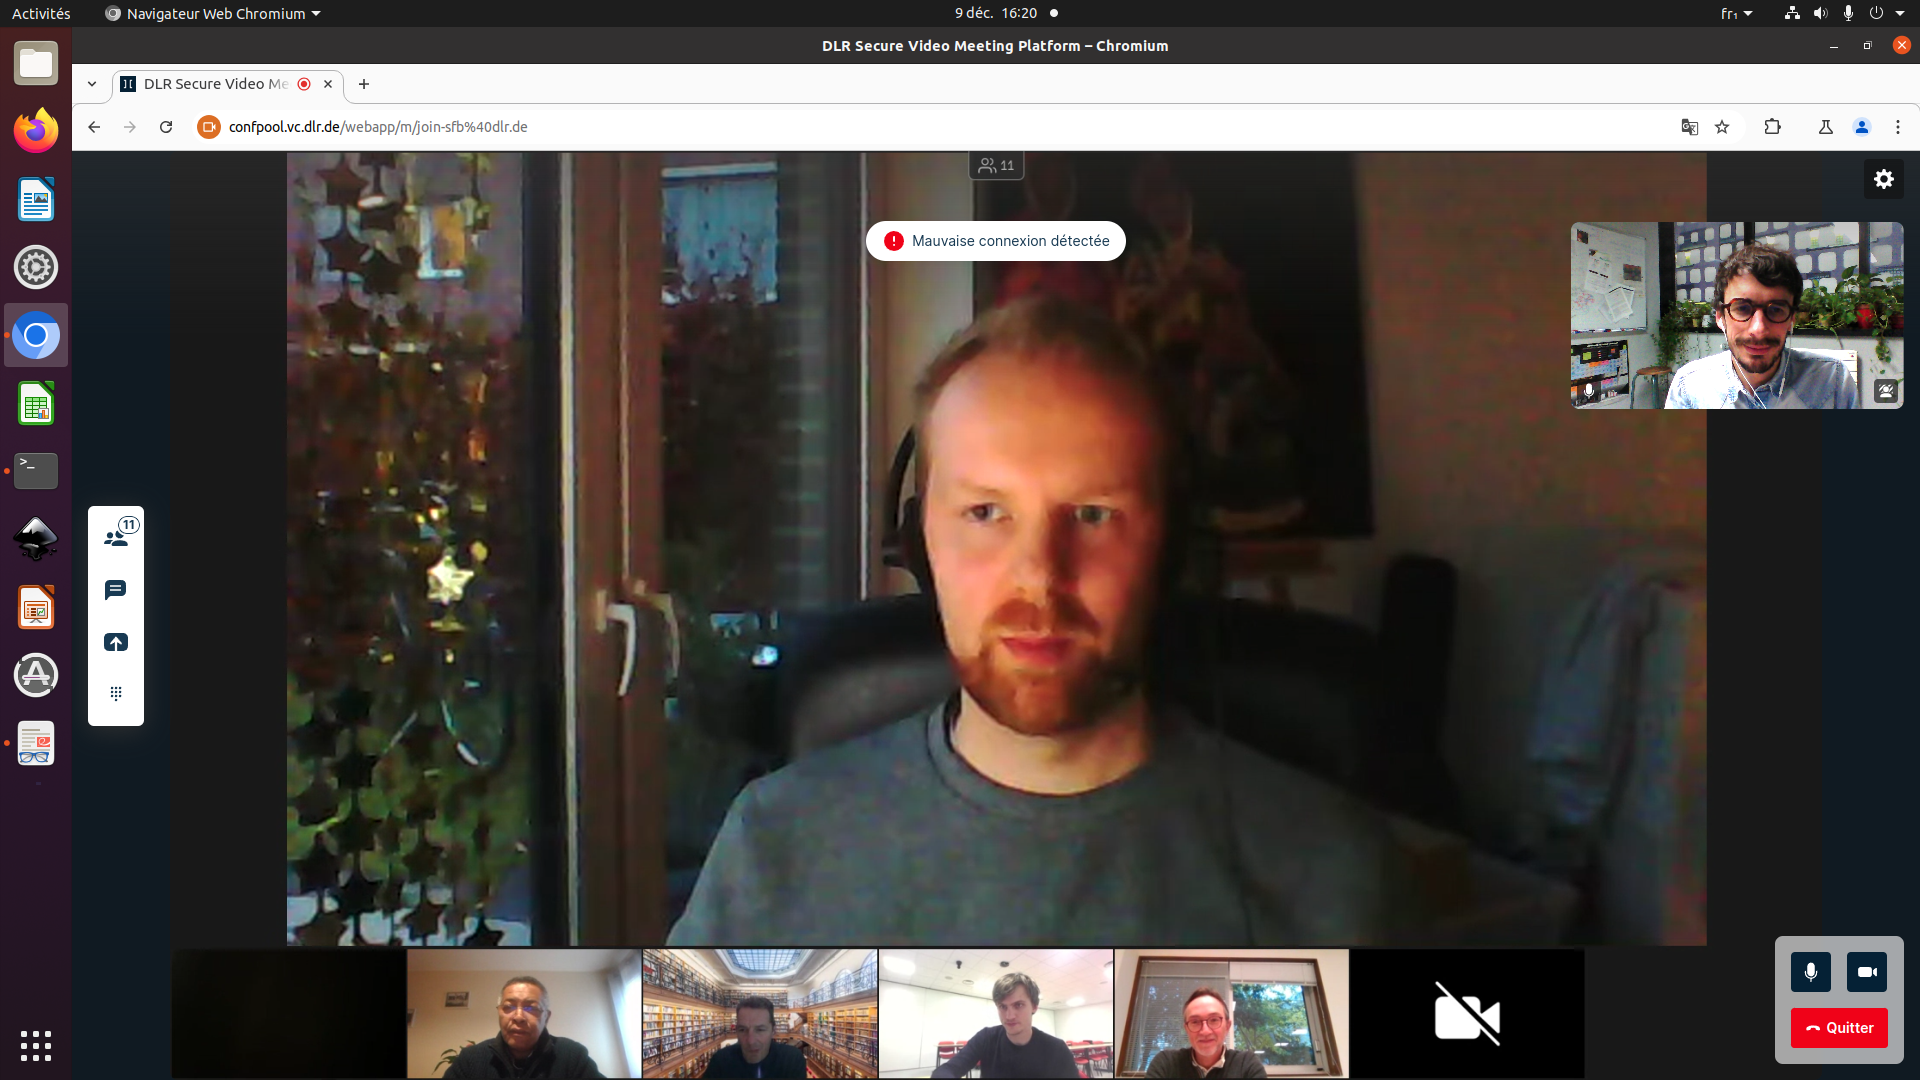 Activités
Navigateur Web Chromium
9 déc. 16:20
fr₁
DLR Secure Video Meeting Platform – Chromium
DLR Secure Video Me
confpool.vc.dlr.de/webapp/m/join-sfb%40dlr.de
11
Mauvaise connexion détectée
11
Quitter